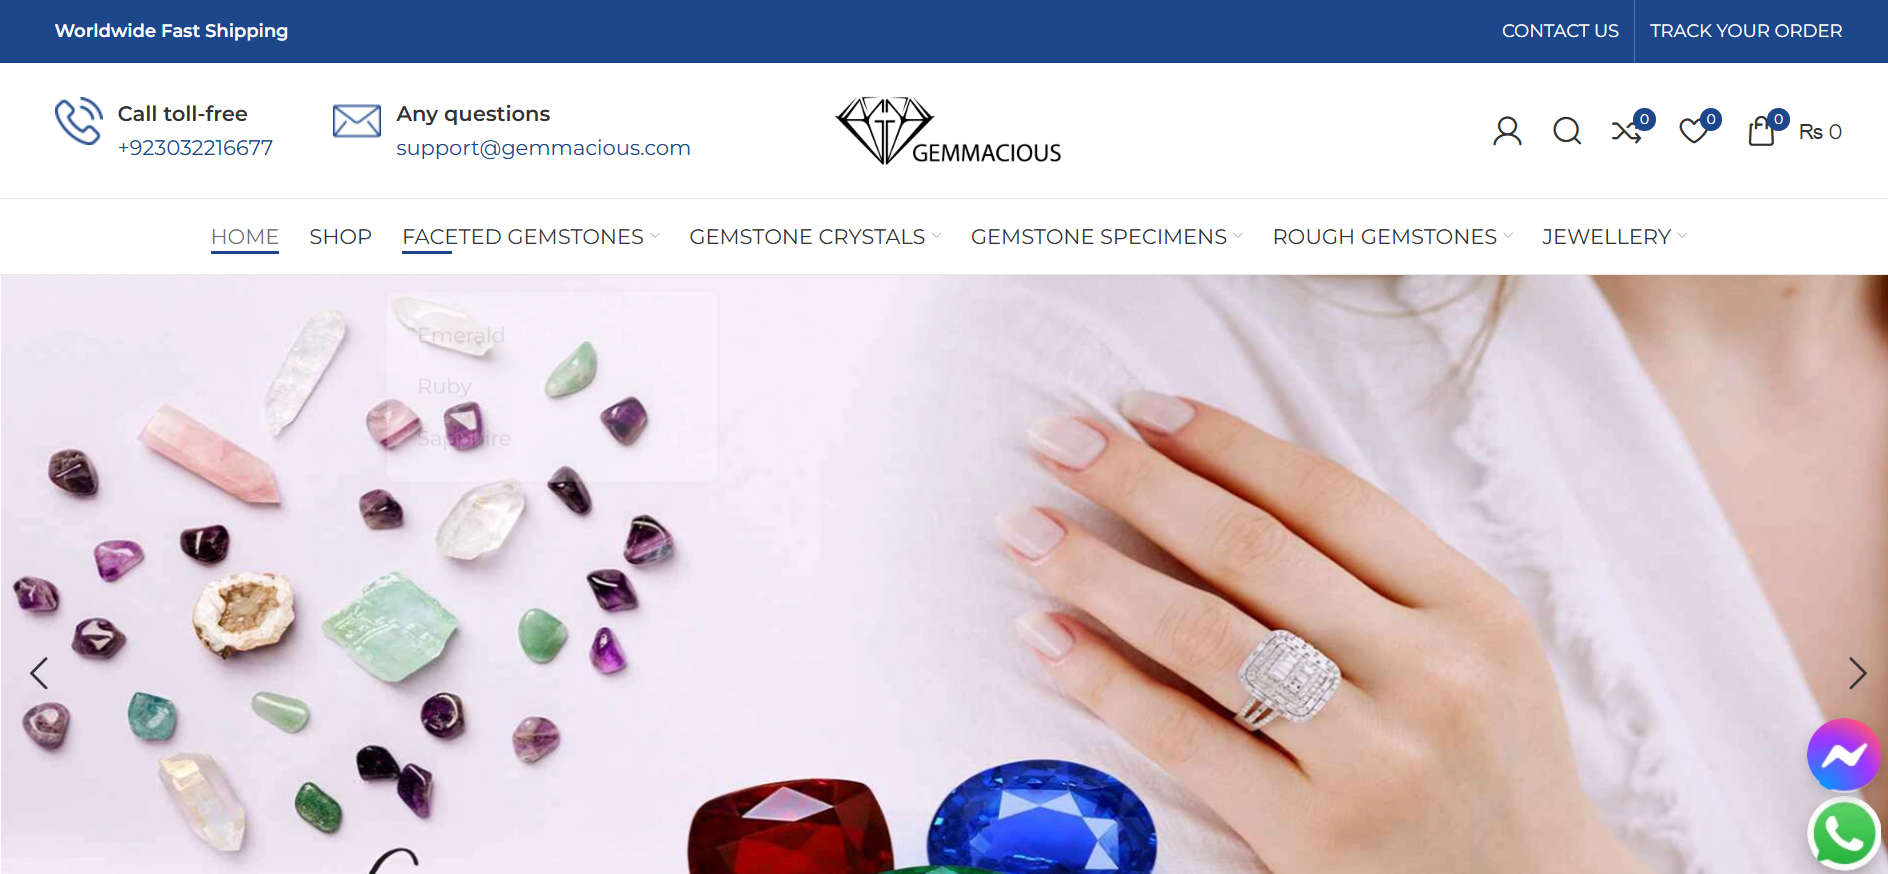 Worldwide Fast Shipping
CONTACT US
TRACK YOUR ORDER
Call toll-free
+923032216677
Any questions
support@gemmacious.com
GEMMACIOUS
0
0
0
₨ 0
HOME
SHOP
FACETED GEMSTONES
GEMSTONE CRYSTALS
GEMSTONE SPECIMENS
ROUGH GEMSTONES
JEWELLERY
Emerald
Ruby
Sapphire